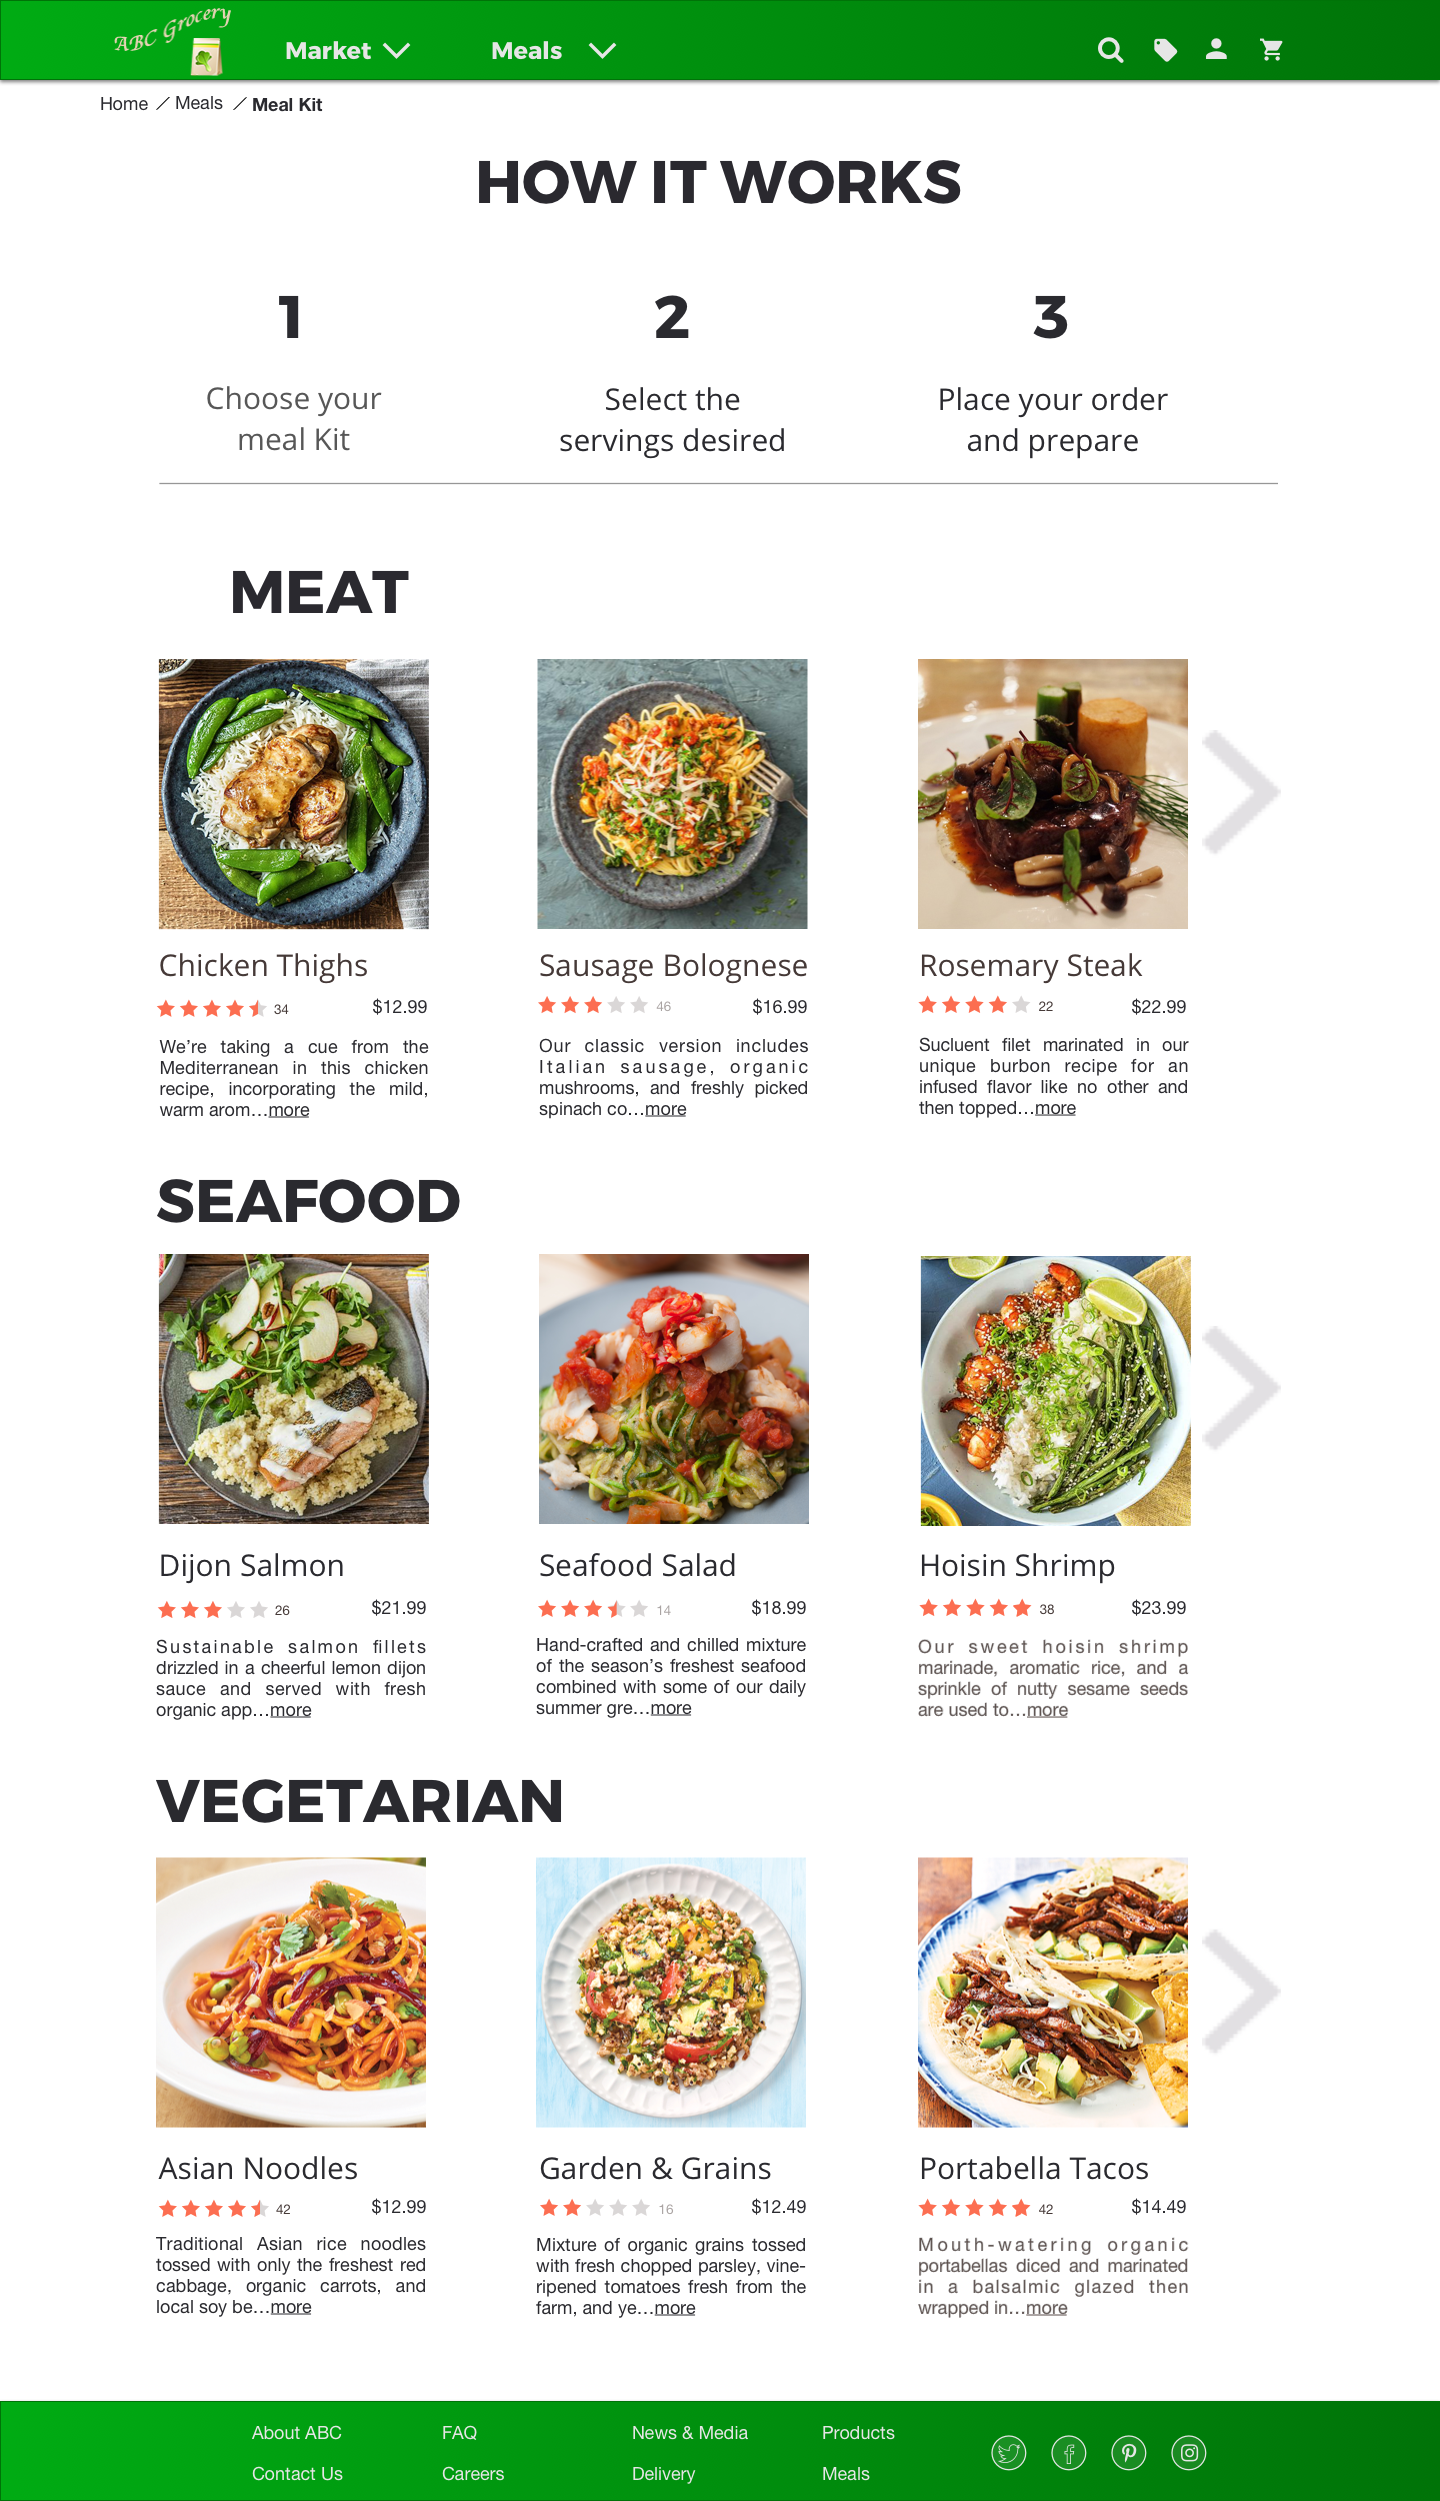 ABC Grocery
Market
Meals
Home / Meals / Meal Kit
HOW IT WORKS
1
Choose your
meal Kit
2
Select the
servings desired
3
Place your order
and prepare
MEAT
Chicken Thighs
34
$12.99
We’re taking a cue from the
Mediterranean in this chicken
recipe, incorporating the mild,
warm arom...more
Sausage Bolognese
46
$16.99
Our classic version includes
Italian sausage, organic
mushrooms, and freshly picked
spinach co...more
Rosemary Steak
22
$22.99
Sucluent filet marinated in our
unique burbon recipe for an
infused flavor like no other and
then topped...more
SEAFOOD
Dijon Salmon
26
$21.99
Sustainable salmon fillets
drizzled in a cheerful lemon dijon
sauce and served with fresh
organic app...more
Seafood Salad
14
$18.99
Hand-crafted and chilled mixture
of the season’s freshest seafood
combined with some of our daily
summer gre...more
Hoisin Shrimp
38
$23.99
Our sweet hoisin shrimp
marinade, aromatic rice, and a
sprinkle of nutty sesame seeds
are used to...more
VEGETARIAN
Asian Noodles
42
$12.99
Traditional Asian rice noodles
tossed with only the freshest red
cabbage, organic carrots, and
local soy be...more
Garden & Grains
16
$12.49
Mixture of organic grains tossed
with fresh chopped parsley, vine-
ripened tomatoes fresh from the
farm, and ye...more
Portabella Tacos
42
$14.49
Mouth-watering organic
portabellas diced and marinated
in a balsalmic glazed then
wrapped in...more
About ABC
FAQ
News & Media
Products
Contact Us
Careers
Delivery
Meals